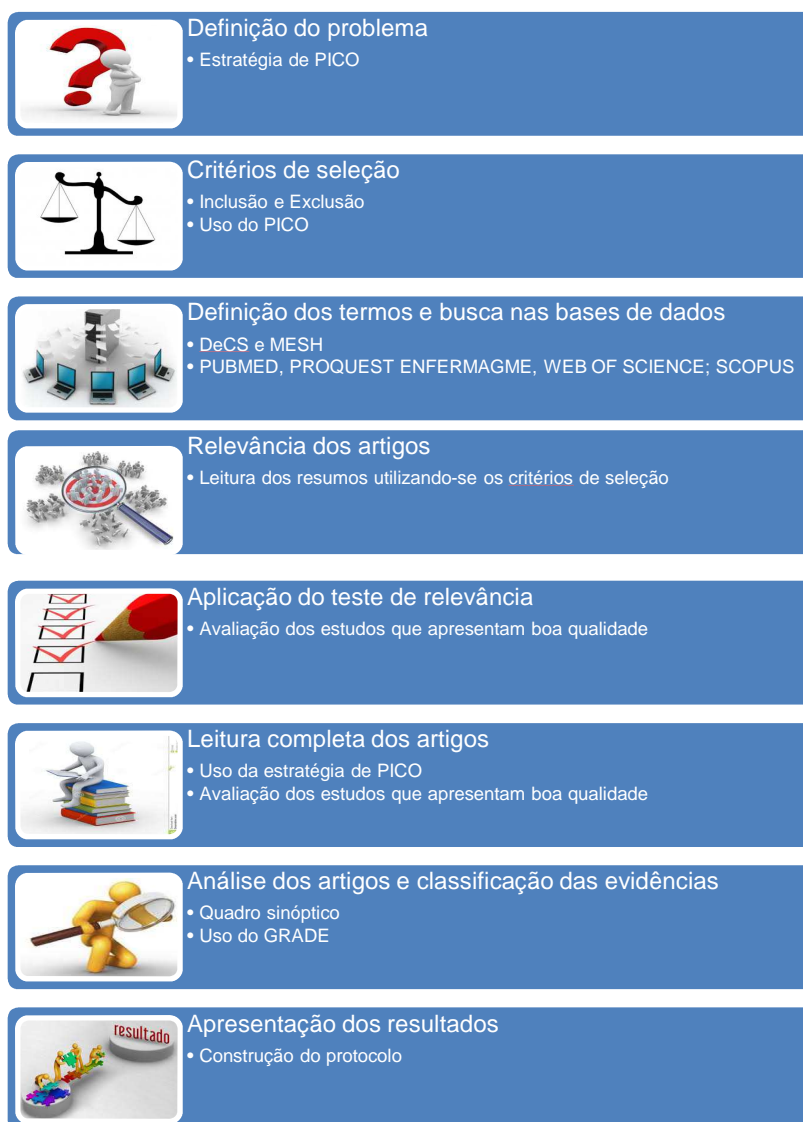 Definição do problema
• Estratégia de PICO
Critérios de seleção
• Inclusão e Exclusão
• Uso do PICO
Definição dos termos e busca nas bases de dados
• DeCS e MESH
• PUBMED, PROQUEST ENFERMAGME, WEB OF SCIENCE; SCOPUS
Relevância dos artigos
• Leitura dos resumos utilizando-se os critérios de seleção
Aplicação do teste de relevância
• Avaliação dos estudos que apresentam boa qualidade
Leitura completa dos artigos
• Uso da estratégia de PICO
• Avaliação dos estudos que apresentam boa qualidade
Análise dos artigos e classificação das evidências
• Quadro sinóptico
• Uso do GRADE
resultado
Apresentação dos resultados
• Construção do protocolo